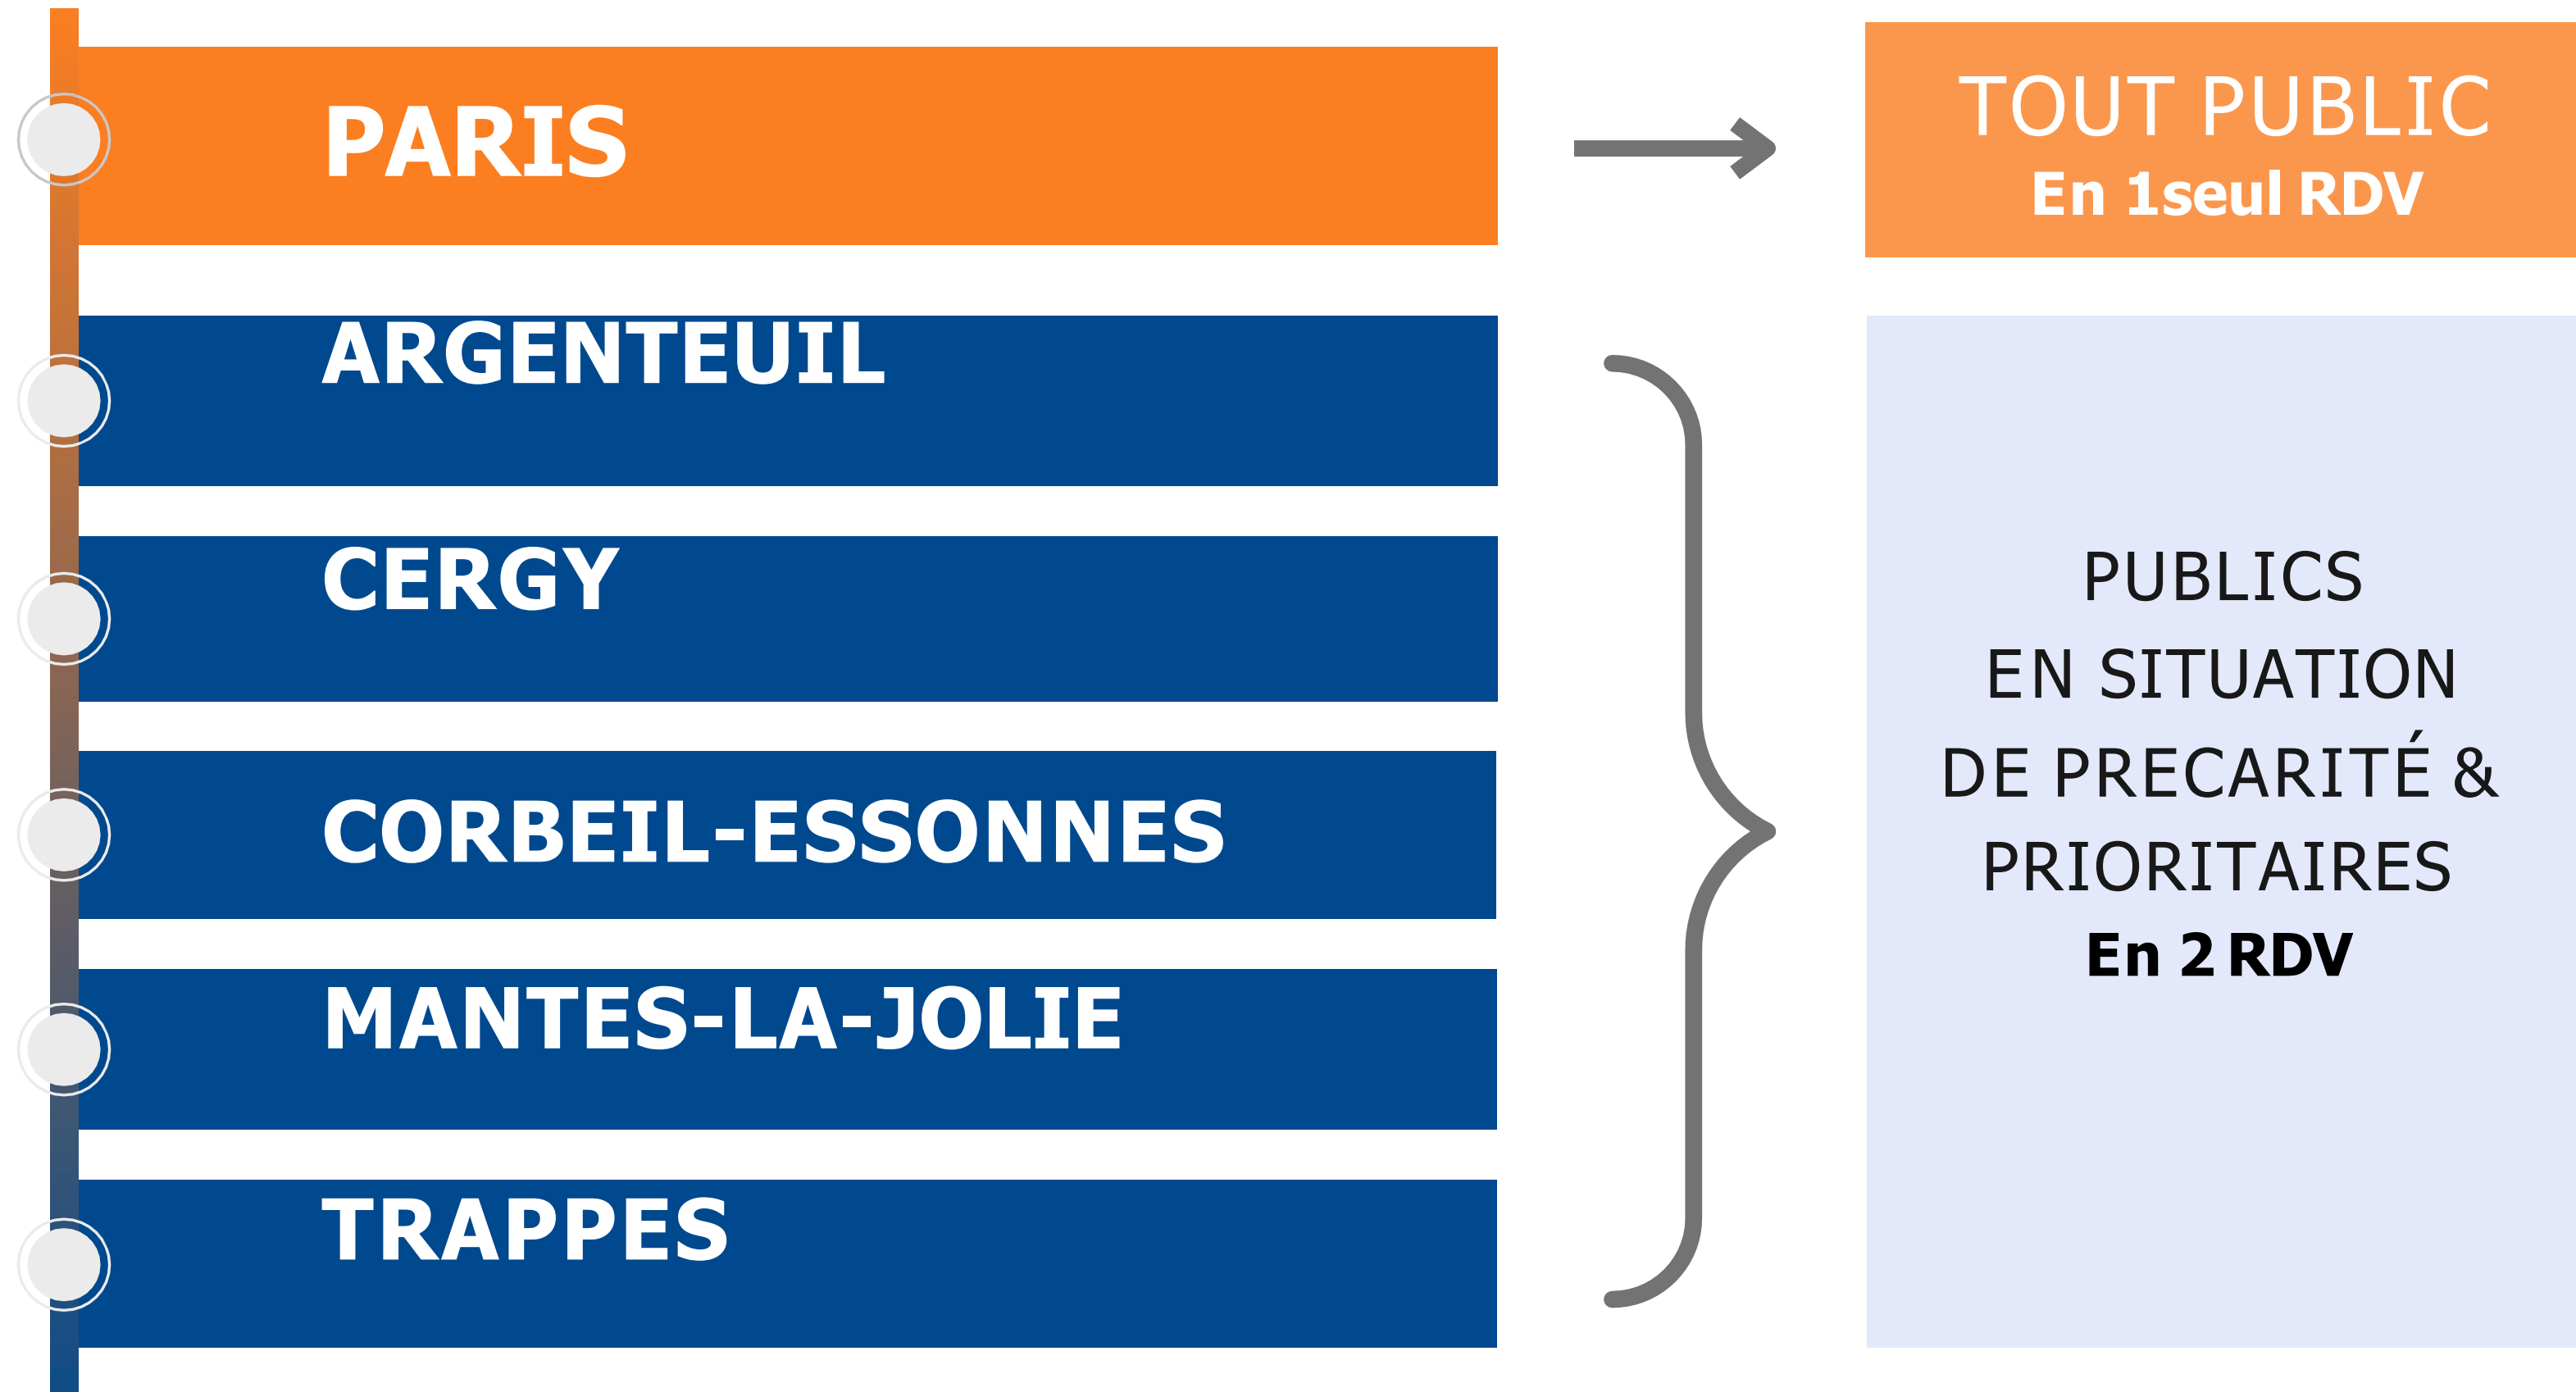 PARIS
TOUT PUBLIC
En 1seul RDV
ARGENTEUIL
CERGY
CORBEIL-ESSONNES
MANTES-LA-JOLIE
TRAPPES
PUBLICS
EN SITUATION
DE PRECARITÉ &
PRIORITAIRES
En 2 RDV